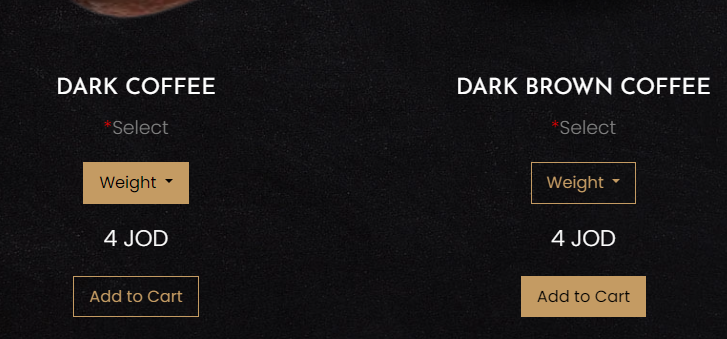 DARK COFFEE
*Select
Weight
4 JOD
Add to Cart
DARK BROWN COFFEE
*Select
Weight
4 JOD
Add to Cart